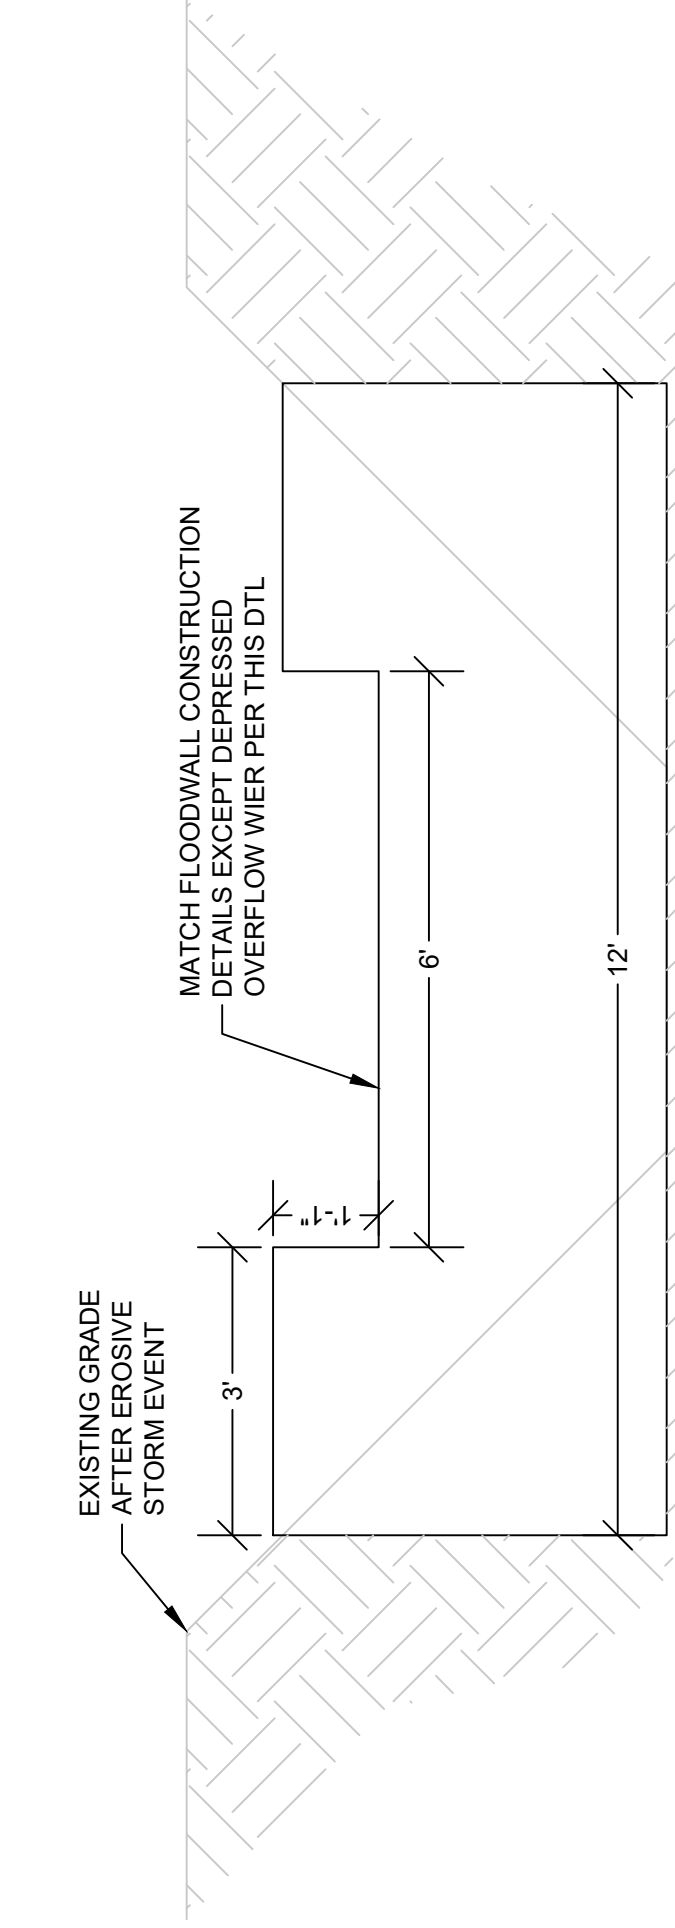 EXISTING GRADE
AFTER EROSIVE
STORM EVENT
MATCH FLOODWALL CONSTRUCTION
DETAILS EXCEPT DEPRESSED
OVERFLOW WIER PER THIS DTL
3'
1'-1"
6'
12'